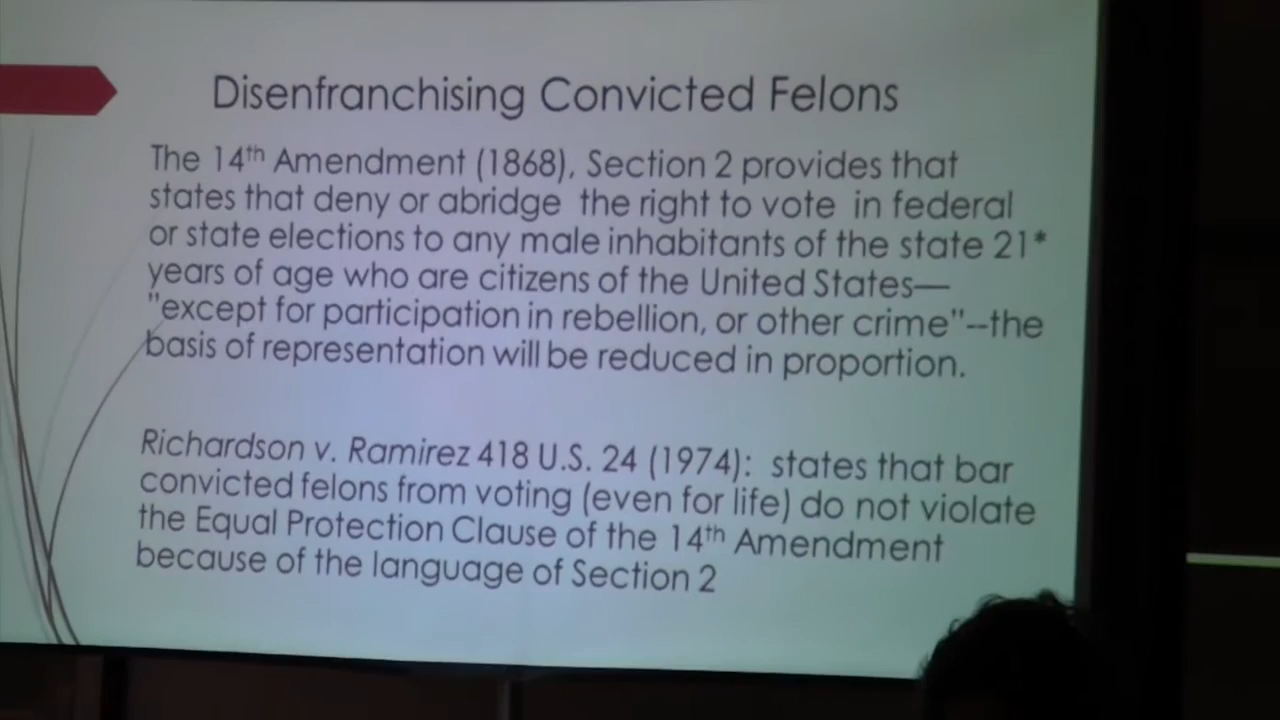 Disenfranchising Convicted Felons
The 14th Amendment (1868), Section 2 provides that
states that deny or abridge the right to vote in federal
or state elections to any male inhabitants of the state 21*
years of age who are citizens of the United States—
"except for participation in rebellion, or other crime"--the
basis of representation will be reduced in proportion.
Richardson v. Ramirez 418 U.S. 24 (1974): states that bar
convicted felons from voting (even for life) do not violate
the Equal Protection Clause of the 14th Amendment
because of the language of Section 2